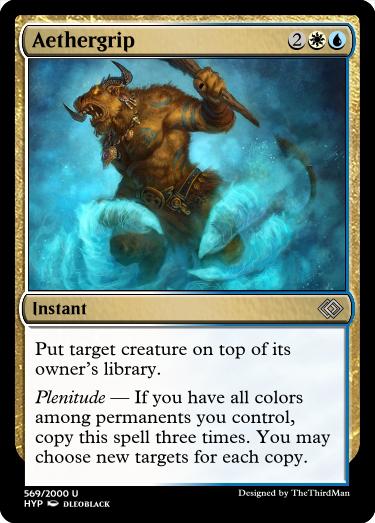 Aethergrip 2
Instant
Put target creature on top of its
owner's library.
Plenitude — If you have all colors
among permanents you control,
copy this spell three times. You may
choose new targets for each copy.
569/2000 U
HYP DLEOBLACK
Designed by TheThirdMan